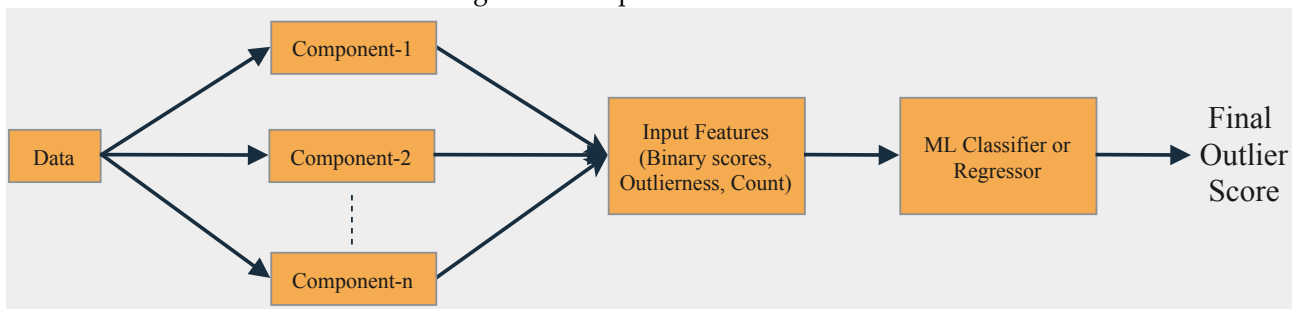 Component-1
Data
Component-2
Component-n
Input Features
(Binary scores,
Outlierness, Count)
ML Classifier or
Regressor
Final
Outlier
Score